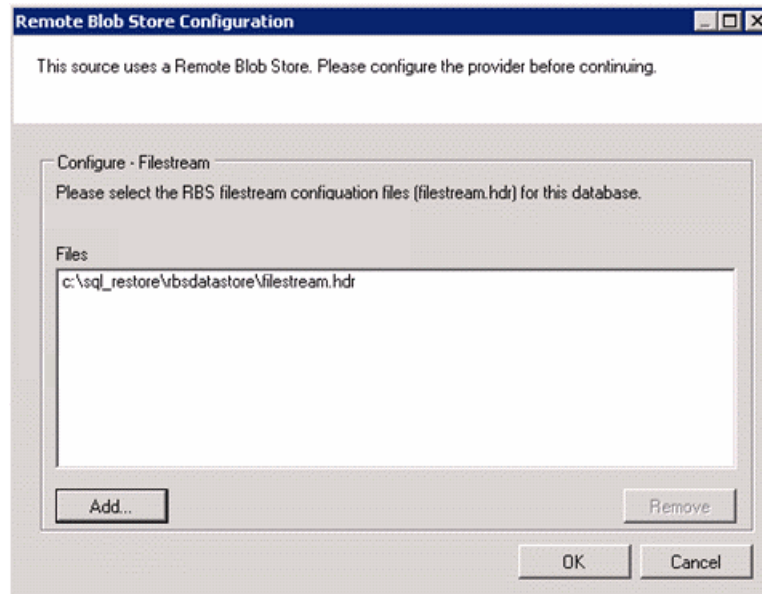 Remote Blob Store Configuration
This source uses a Remote Blob Store. Please configure the provider before continuing.
Configure - Filestream
Please select the RBS filestream configuation files (filestream.hdr) for this database.
Files
c:\sql_restore\rbsdatastore\filestream.hdr
Add...
Remove
OK
Cancel